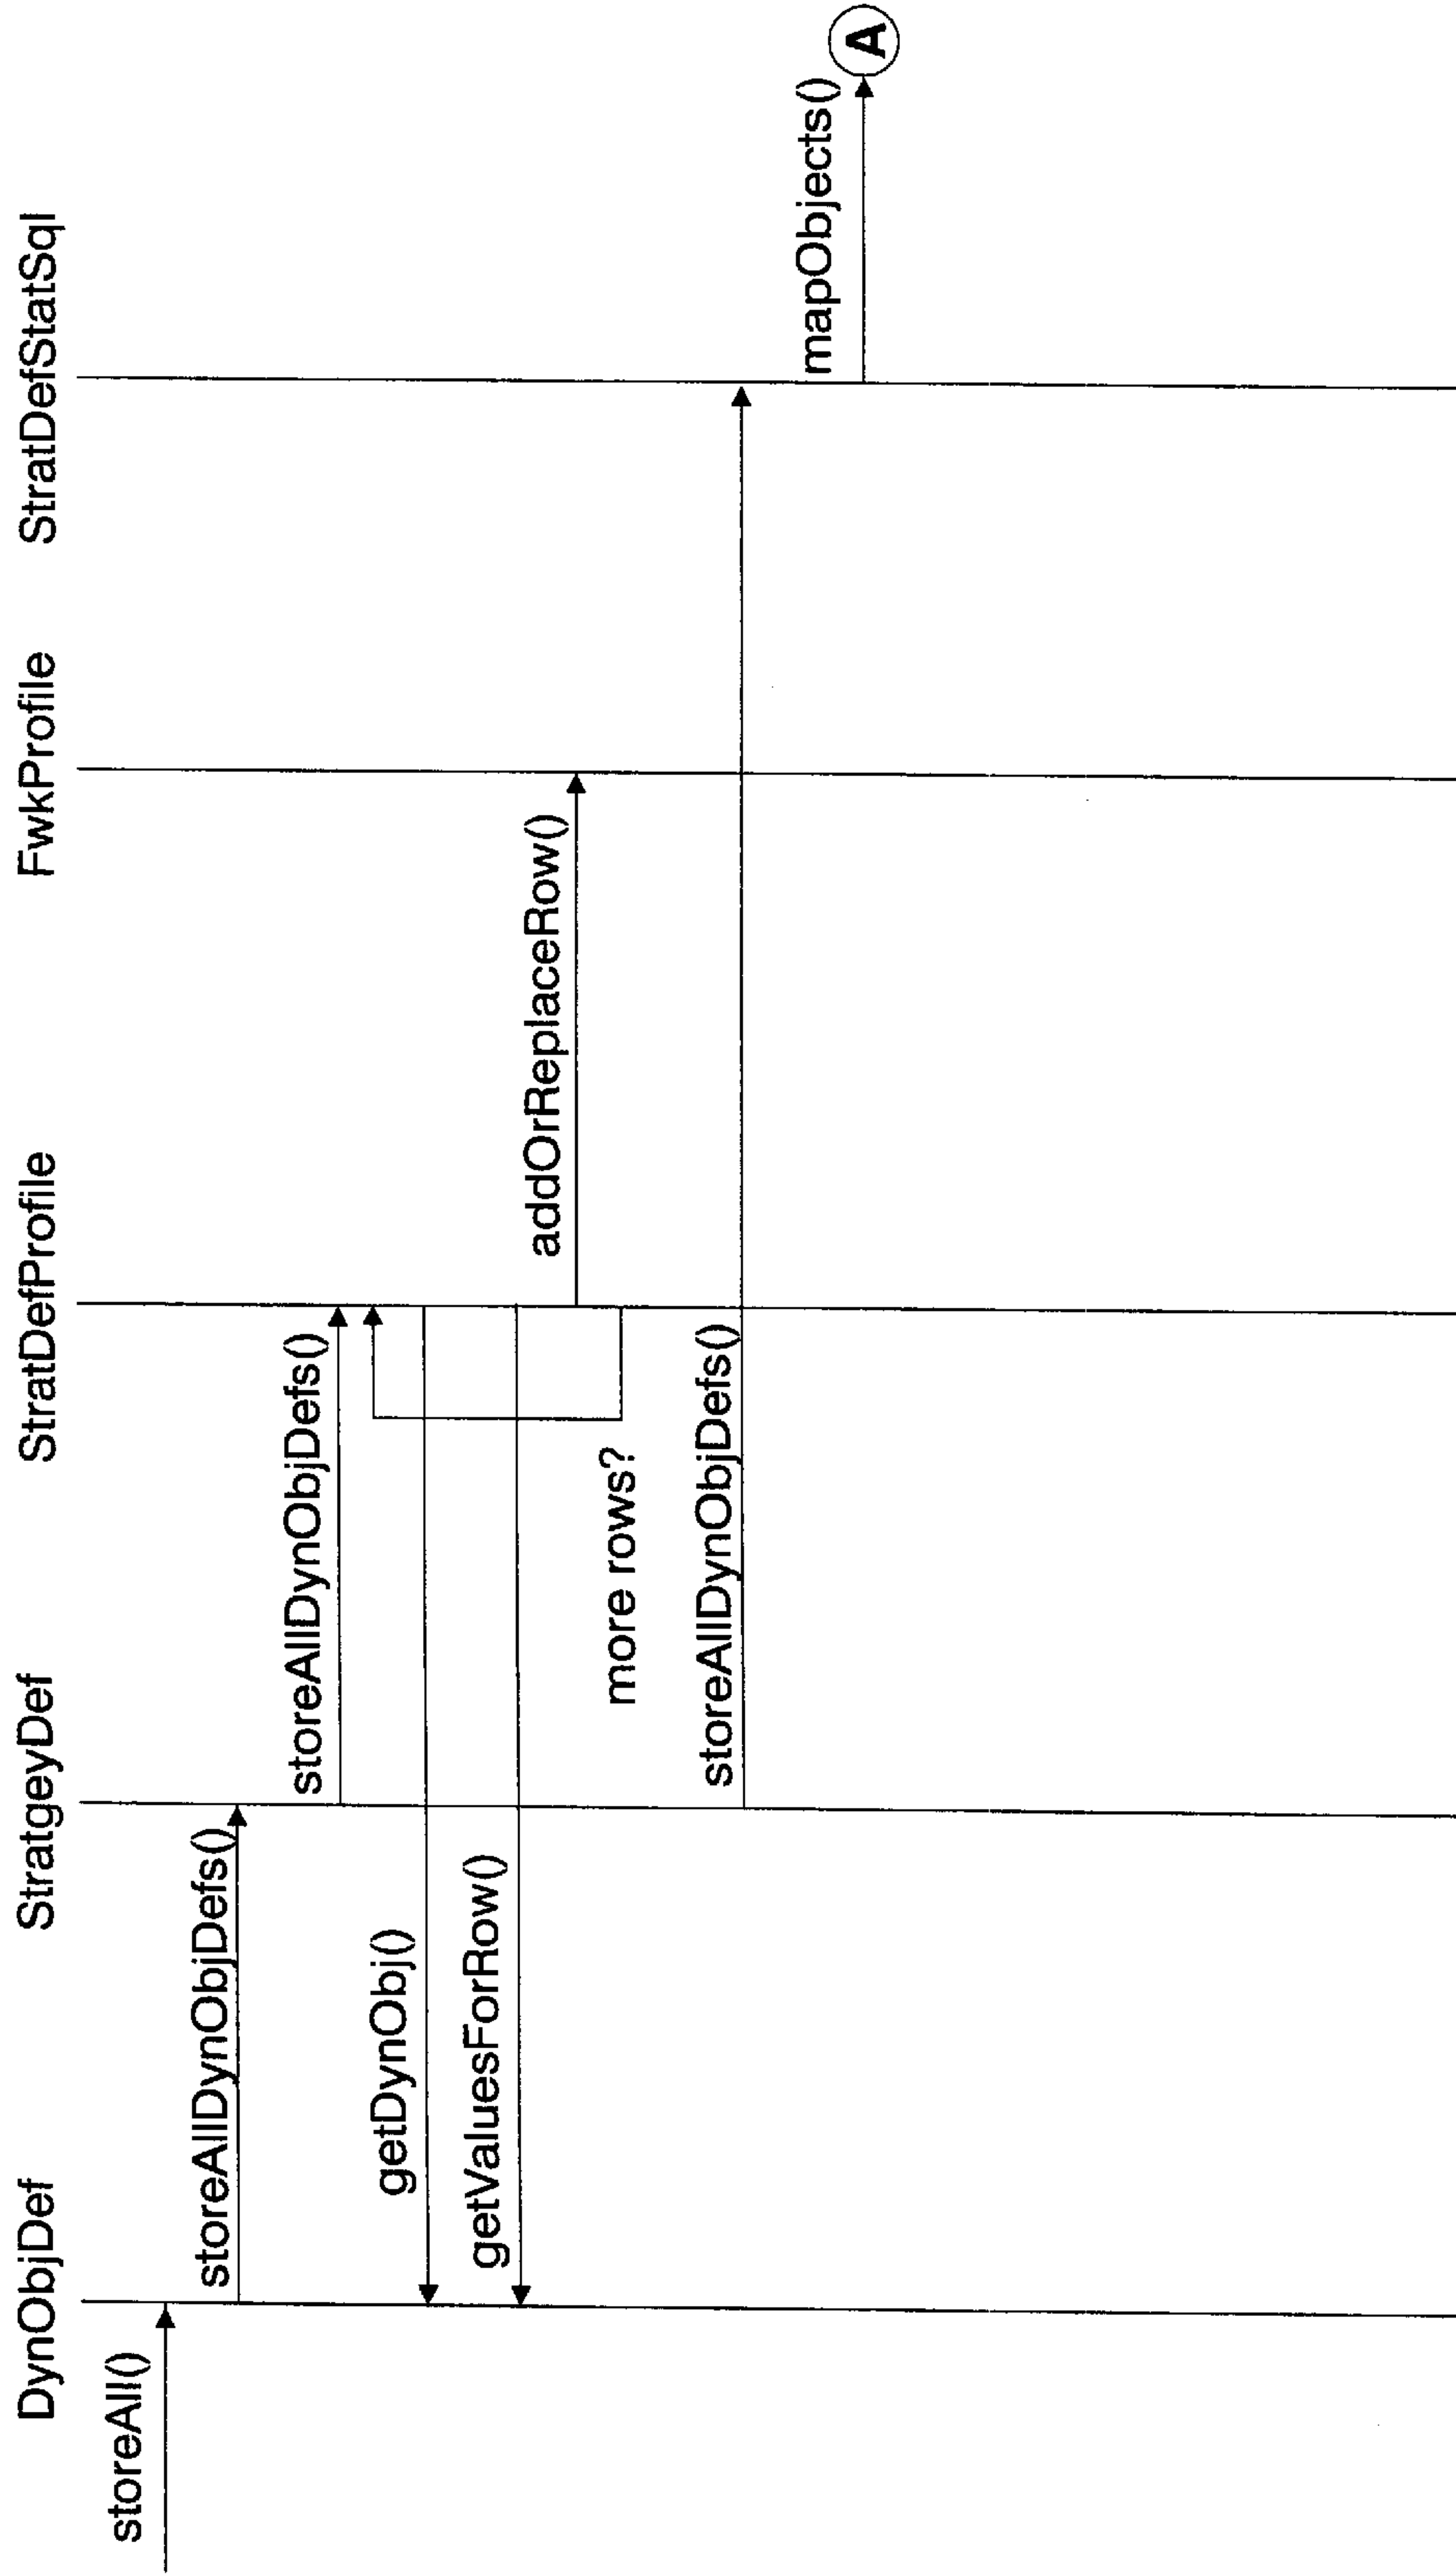 DynObjDef
StratgeyDef
StratDefProfile
FwkProfile
StratDefStatSql
storeAll()
storeAllDynObjDefs()
storeAllDynObjDefs()
getDynObj()
getValuesForRow()
addOrReplaceRow()
more rows?
storeAllDynObjDefs()
mapObjects()
A